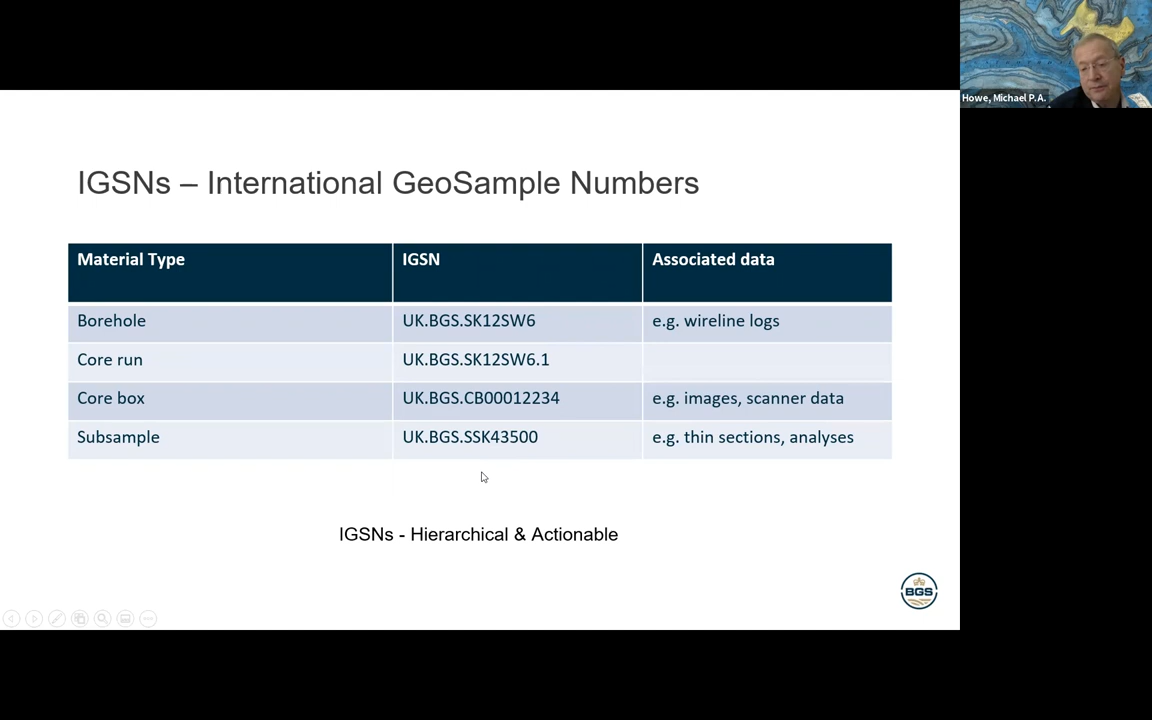 Howe, Michael P.A.
IGSNs – International GeoSample Numbers
Material Type IGSN Associated data
Borehole UK.BGS.SK12SW6 e.g. wireline logs
Core run UK.BGS.SK12SW6.1
Core box UK.BGS.CB00012234 e.g. images, scanner data
Subsample UK.BGS.SSK43500 e.g. thin sections, analyses
IGSNs - Hierarchical & Actionable
BGS